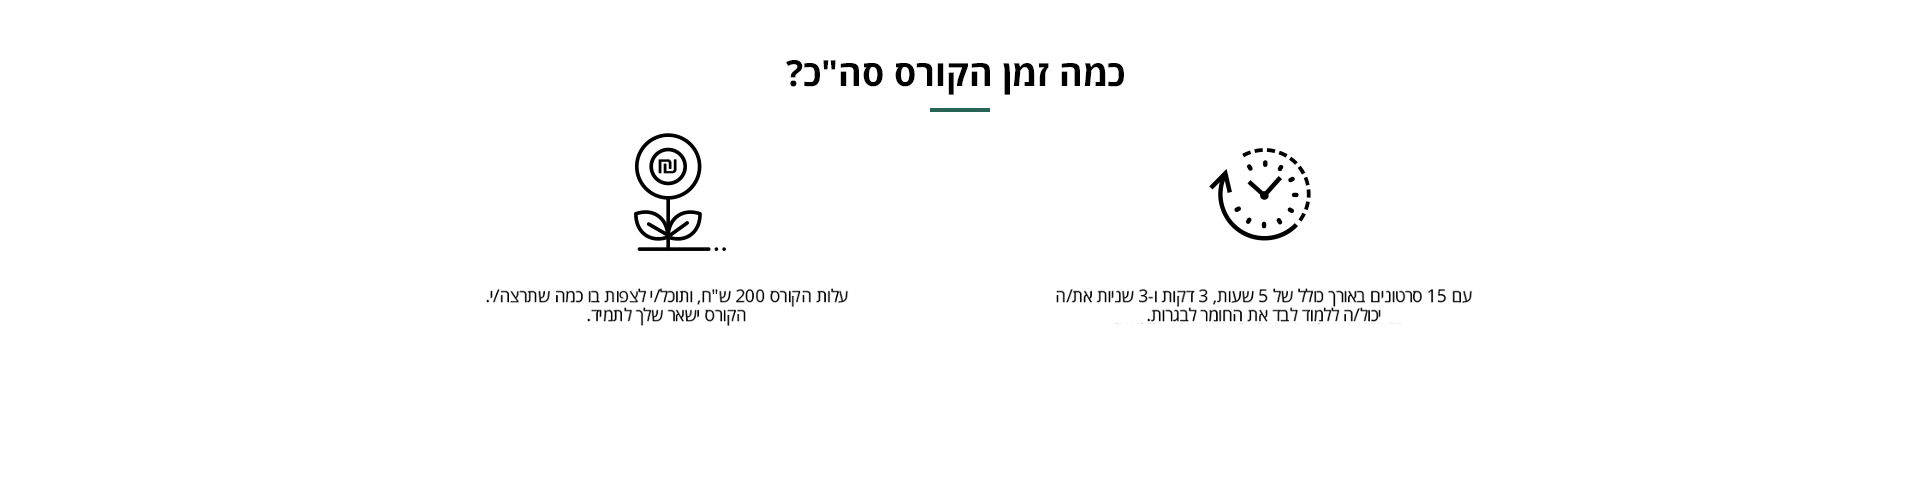 כמה זמן הקורס סה"כ?
₪
עם 15 סרטונים באורך כולל של 5 שעות, 3 דקות ו-3 שניות את/ה
יכול/ה ללמוד לבד את החומר לבגרות.
עלות הקורס 200 ש"ח, ותוכל/י לצפות בו כמה שתרצה/י.
הקורס ישאר שלך לתמיד.